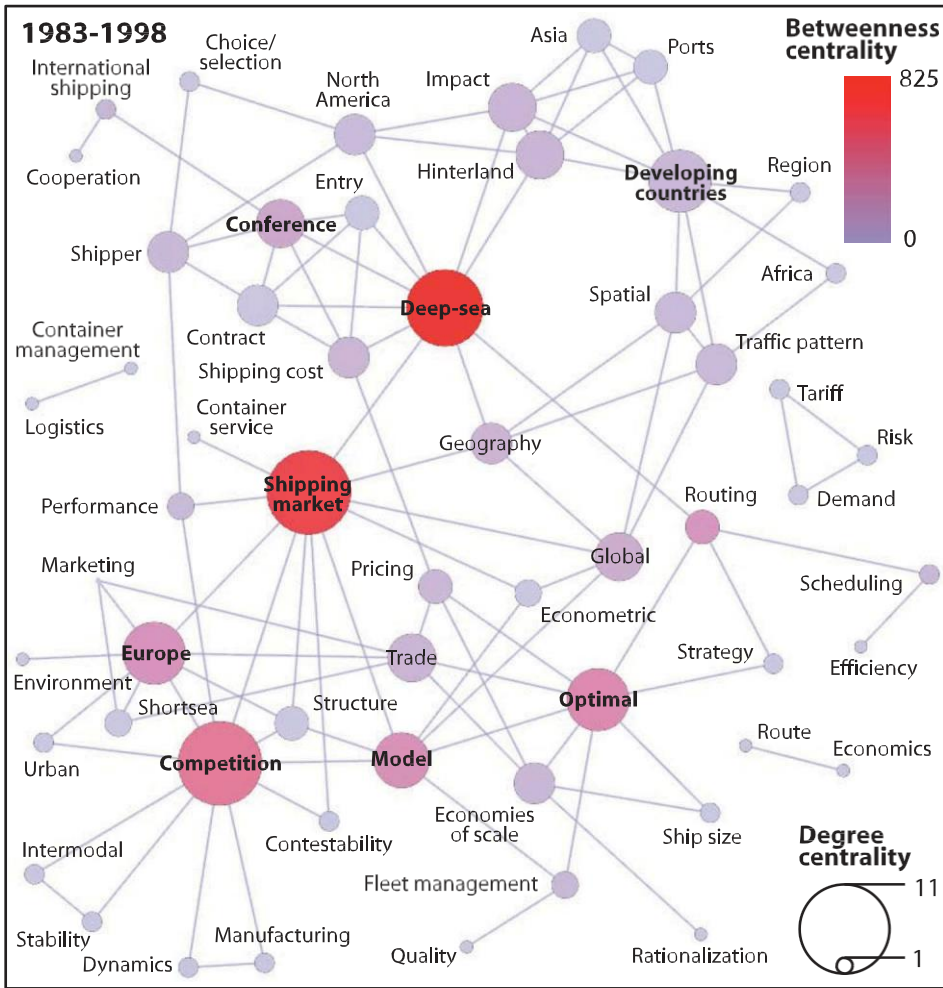 1983-1998
Choice/
selection
International
shipping
Cooperation
North
America
Impact
Asia
Ports
Betweenness
centrality
825
0
Hinterland
Developing
countries
Region
Entry
Conference
Shipper
Deep-sea
Spatial
Africa
Contract
Shipping cost
Traffic pattern
Container
management
Logistics
Container
service
Geography
Tariff
Risk
Demand
Shipping
market
Performance
Routing
Marketing
Pricing
Global
Econometric
Scheduling
Efficiency
Europe
Environment
Trade
Strategy
Shortsea
Structure
Optimal
Urban
Competition
Model
Route
Economics
Economies
of scale
Ship size
Contestability
Intermodal
Stability
Fleet management
Degree
centrality
11
1
Manufacturing
Dynamics
Quality
Rationalization